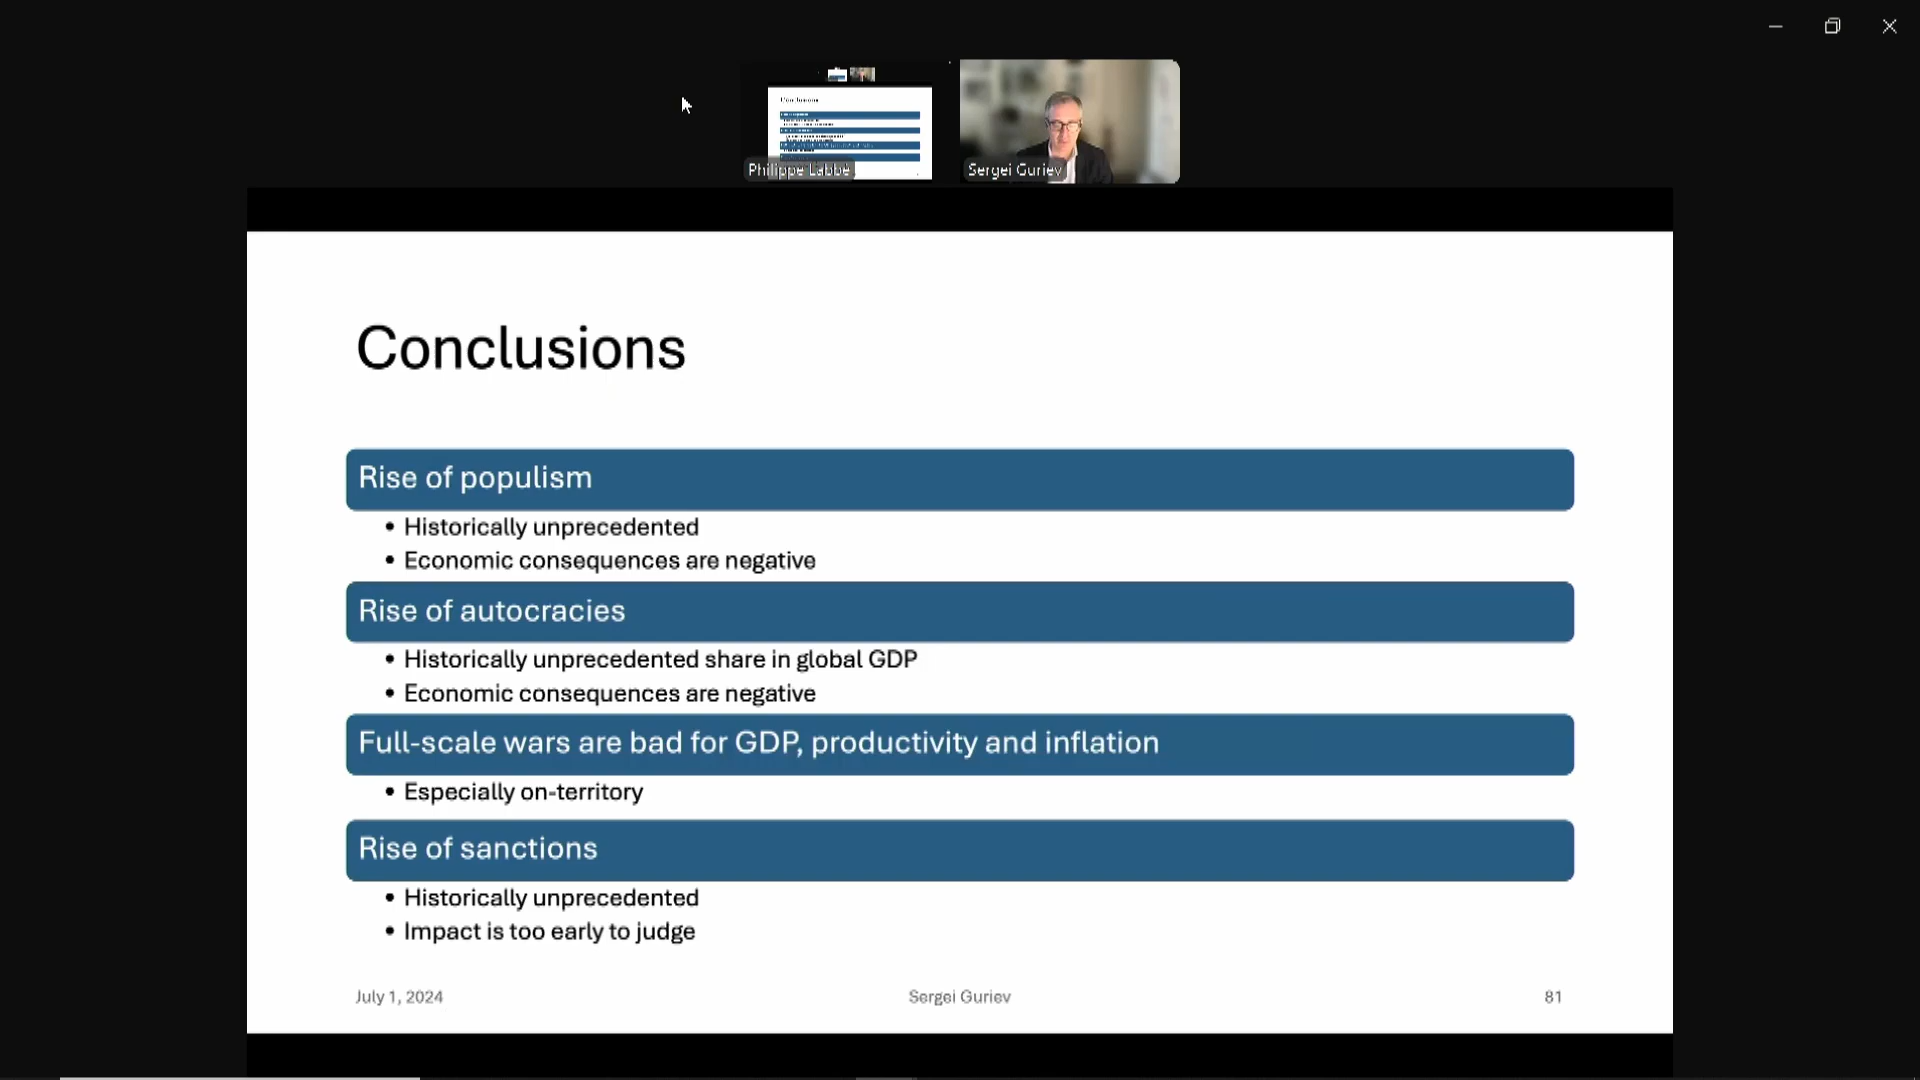 Philippe Labbé
Sergei Guriev
Conclusions
Rise of populism
• Historically unprecedented
• Economic consequences are negative
Rise of autocracies
• Historically unprecedented share in global GDP
• Economic consequences are negative
Full-scale wars are bad for GDP, productivity and inflation
• Especially on-territory
Rise of sanctions
• Historically unprecedented
• Impact is too early to judge
July 1, 2024
Sergei Guriev
81